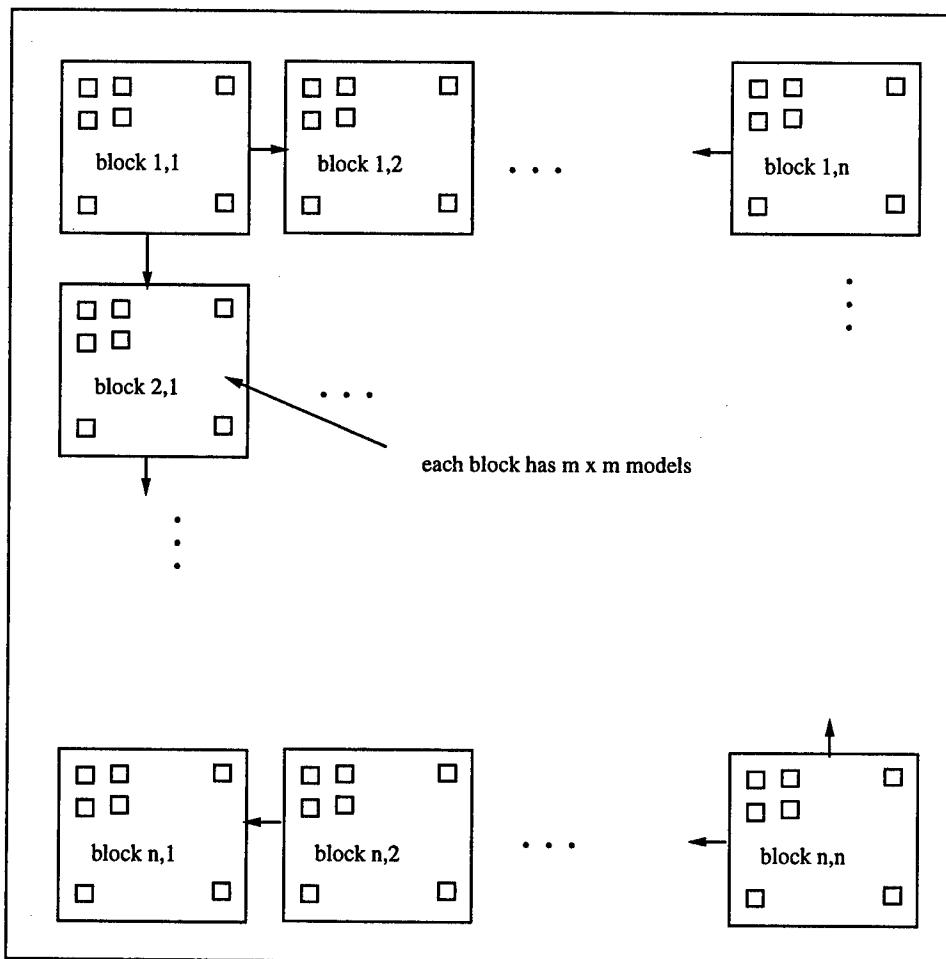 block 1,1
block 1,2
. . .
block 1,n
block 2,1
. . .
each block has m x m models
block n,1
block n,2
. . .
block n,n